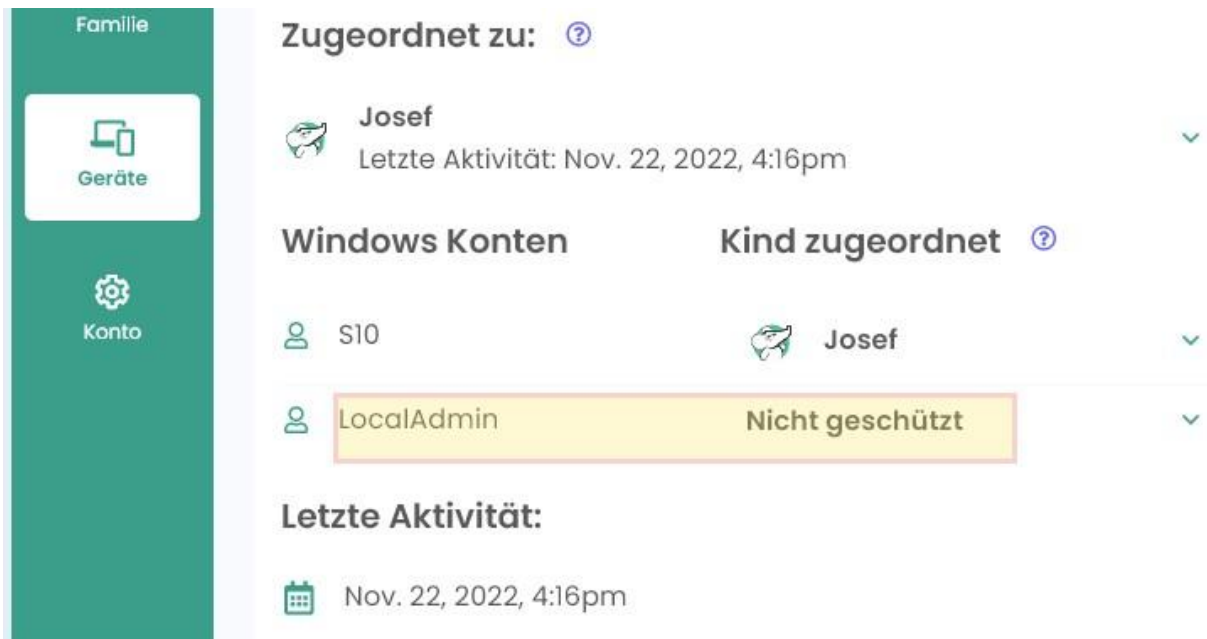 Familie
Zugeordnet zu:
Josef
Letzte Aktivität: Nov. 22, 2022, 4:16pm
Geräte
Windows Konten Kind zugeordnet
Konto
S10 Josef
LocalAdmin Nicht geschützt
Letzte Aktivität:
Nov. 22, 2022, 4:16pm